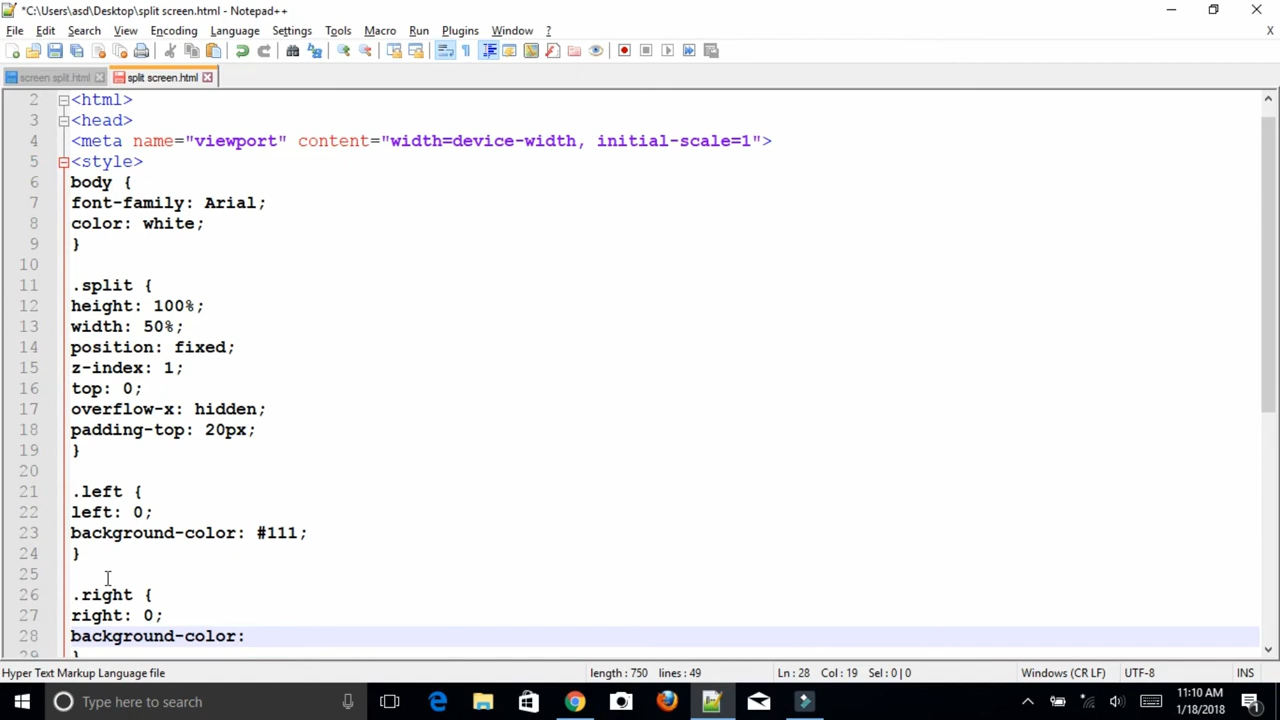 *C:\Users\asd\Desktop\split screen.html - Notepad++
File Edit Search View Encoding Language Settings Tools Macro Run Plugins Window ? X
screen split.html split screen.html
2 <html>
3 <head>
4 <meta name="viewport" content="width=device-width, initial-scale=1">
5 <style>
6 body {
7 font-family: Arial;
8 color: white;
9 }
10
11 .split {
12 height: 100%;
13 width: 50%;
14 position: fixed;
15 z-index: 1;
16 top: 0;
17 overflow-x: hidden;
18 padding-top: 20px;
19 }
20
21 .left {
22 left: 0;
23 background-color: #111;
24 }
25
26 .right {
27 right: 0;
28 background-color:
29 }
Hyper Text Markup Language file length : 750 lines : 49 Ln : 28 Col : 19 Sel : 0 | 0 Windows (CR LF) UTF-8 INS
Type here to search 11:10 AM
1/18/2018